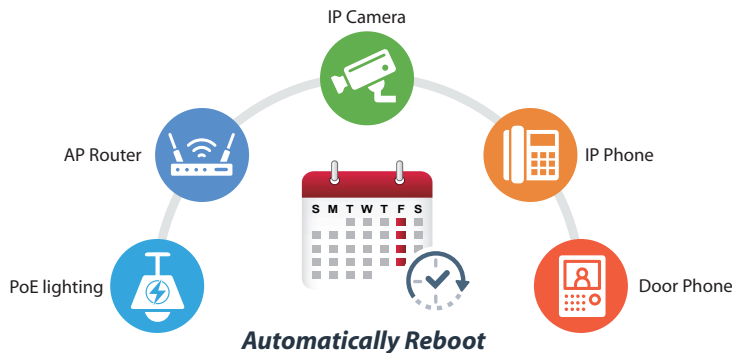 IP Camera
AP Router
IP Phone
S M T W T F S
PoE lighting
Door Phone
Automatically Reboot